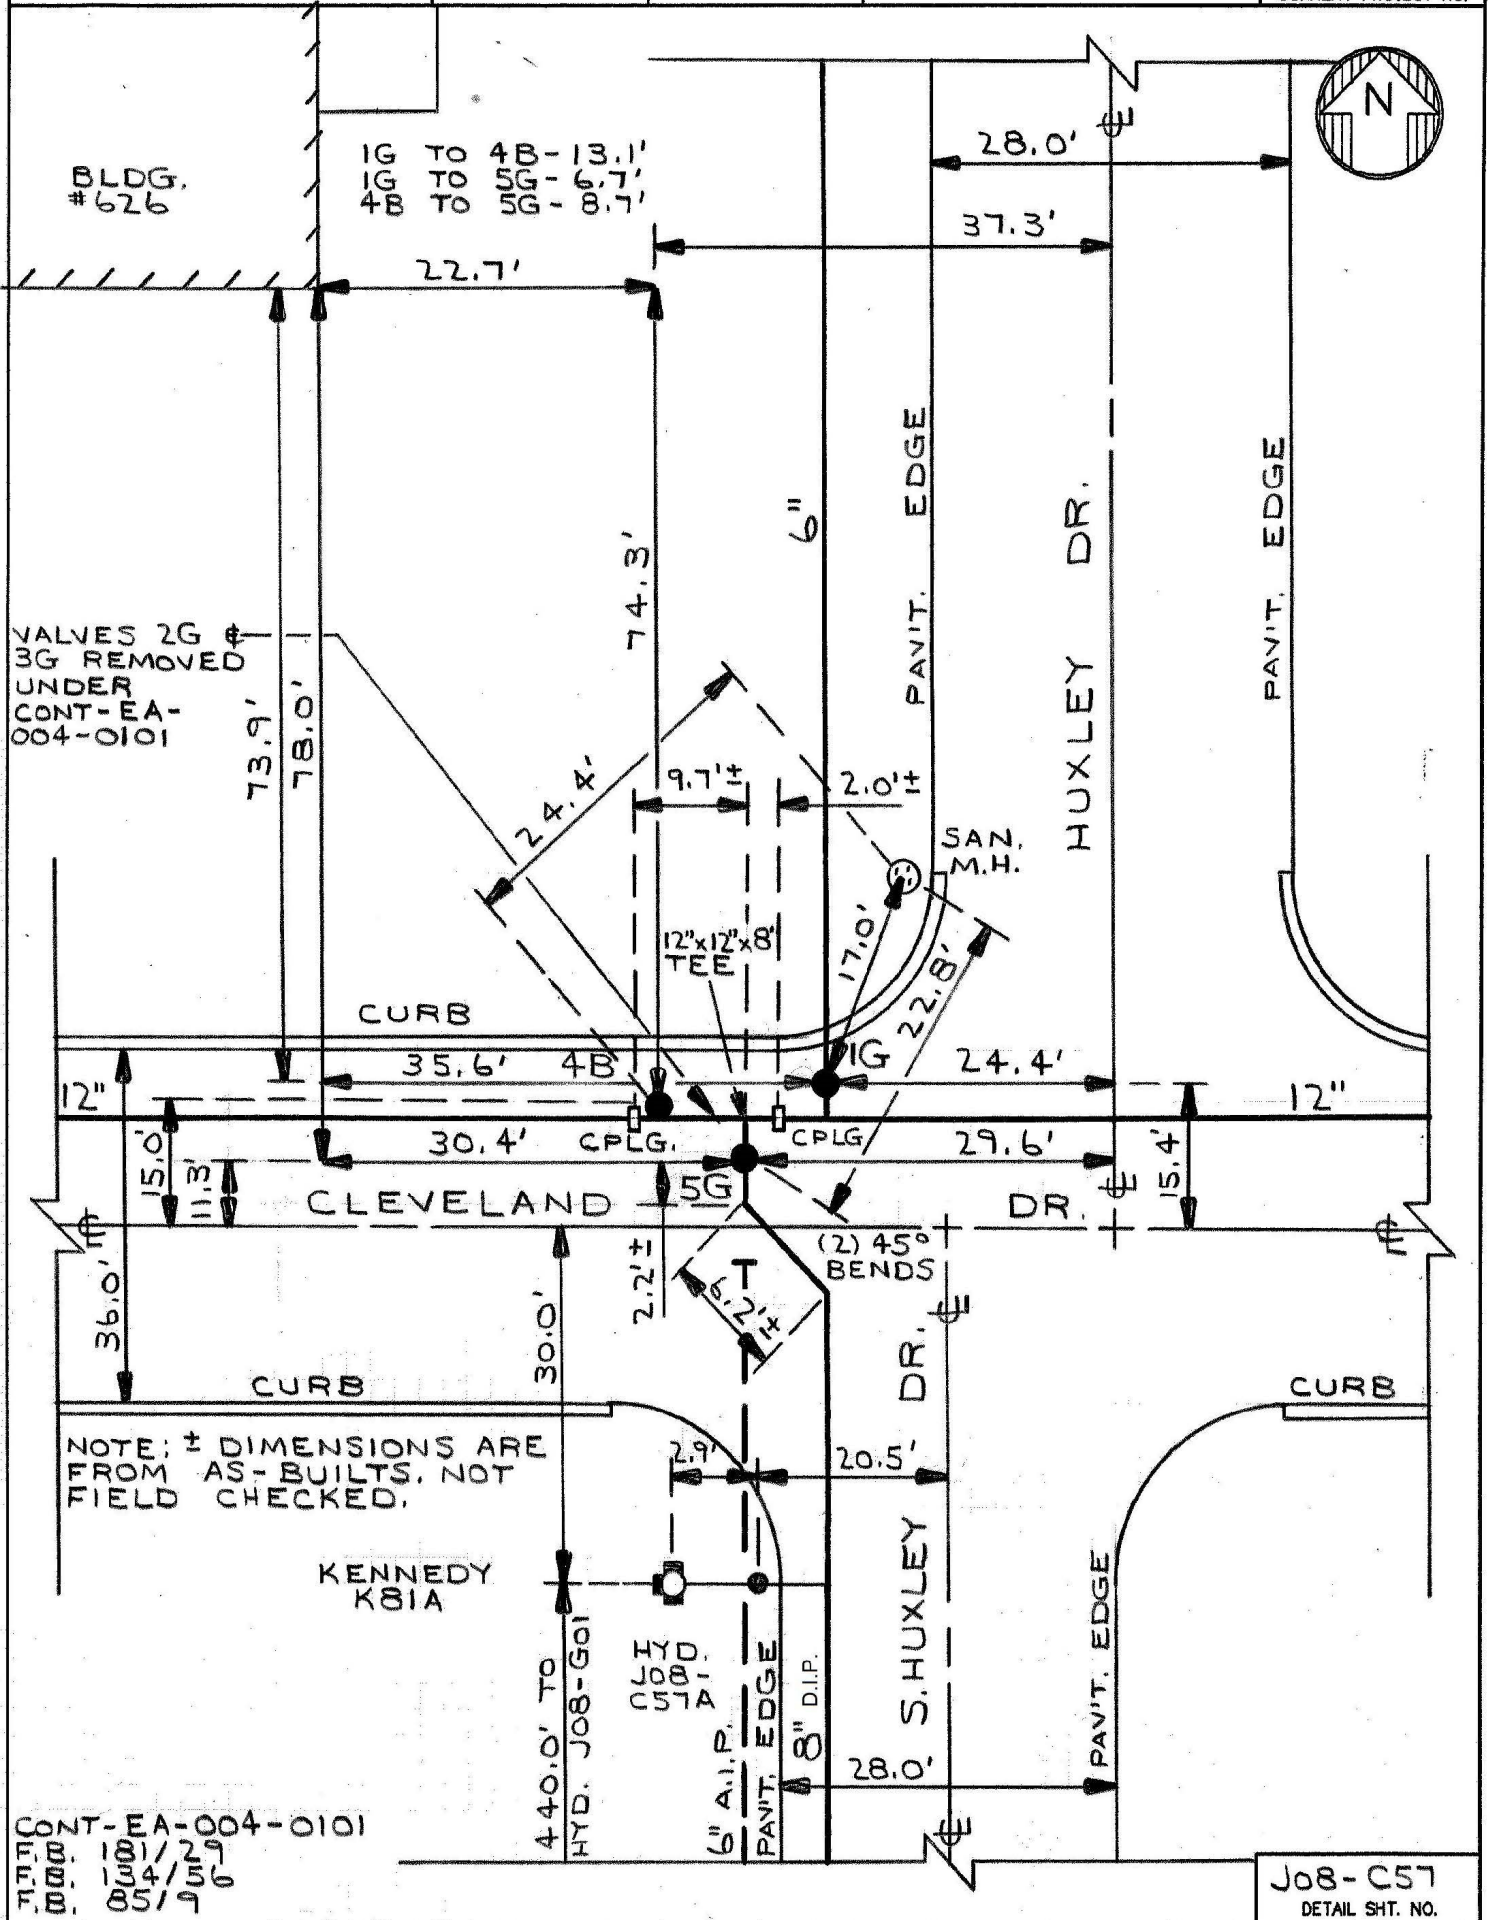 N
BLDG.
#626
1G TO 4B-13.1'
1G TO 5G-6.7'
4B TO 5G-8.7'
28.0'
37.3'
22.7'
6"
PAV'T. EDGE
HUXLEY DR.
PAV'T. EDGE
74.3'
VALVES 2G &
3G REMOVED
UNDER
CONT-EA-
004-0101
73.9'
78.0'
24.4'
9.7'±
2.0'±
SAN.
M.H.
12"x12"x8"
TEE
17.0'
22.8'
CURB
35.6'
4B
1G
24.4'
12"
12"
30.4'
CPLG.
CPLG.
29.6'
15.0'
11.3'
15.4'
5G
CLEVELAND DR.
36.0'
2.2'±
(2) 45°
BENDS
6.2'±
30.0'
CURB
CURB
NOTE: ± DIMENSIONS ARE
FROM AS-BUILTS. NOT
FIELD CHECKED.
2.9'
20.5'
S.HUXLEY DR.
KENNEDY
K81A
HYD.
J08-
C57A
440.0' TO
HYD. J08-G01
6" A.I.P.
PAV'T. EDGE
8" D.I.P.
PAV'T. EDGE
28.0'
CONT-EA-004-0101
F.B. 181/29
F.B. 134/56
F.B. 85/9
J08-C57
DETAIL SHT. NO.